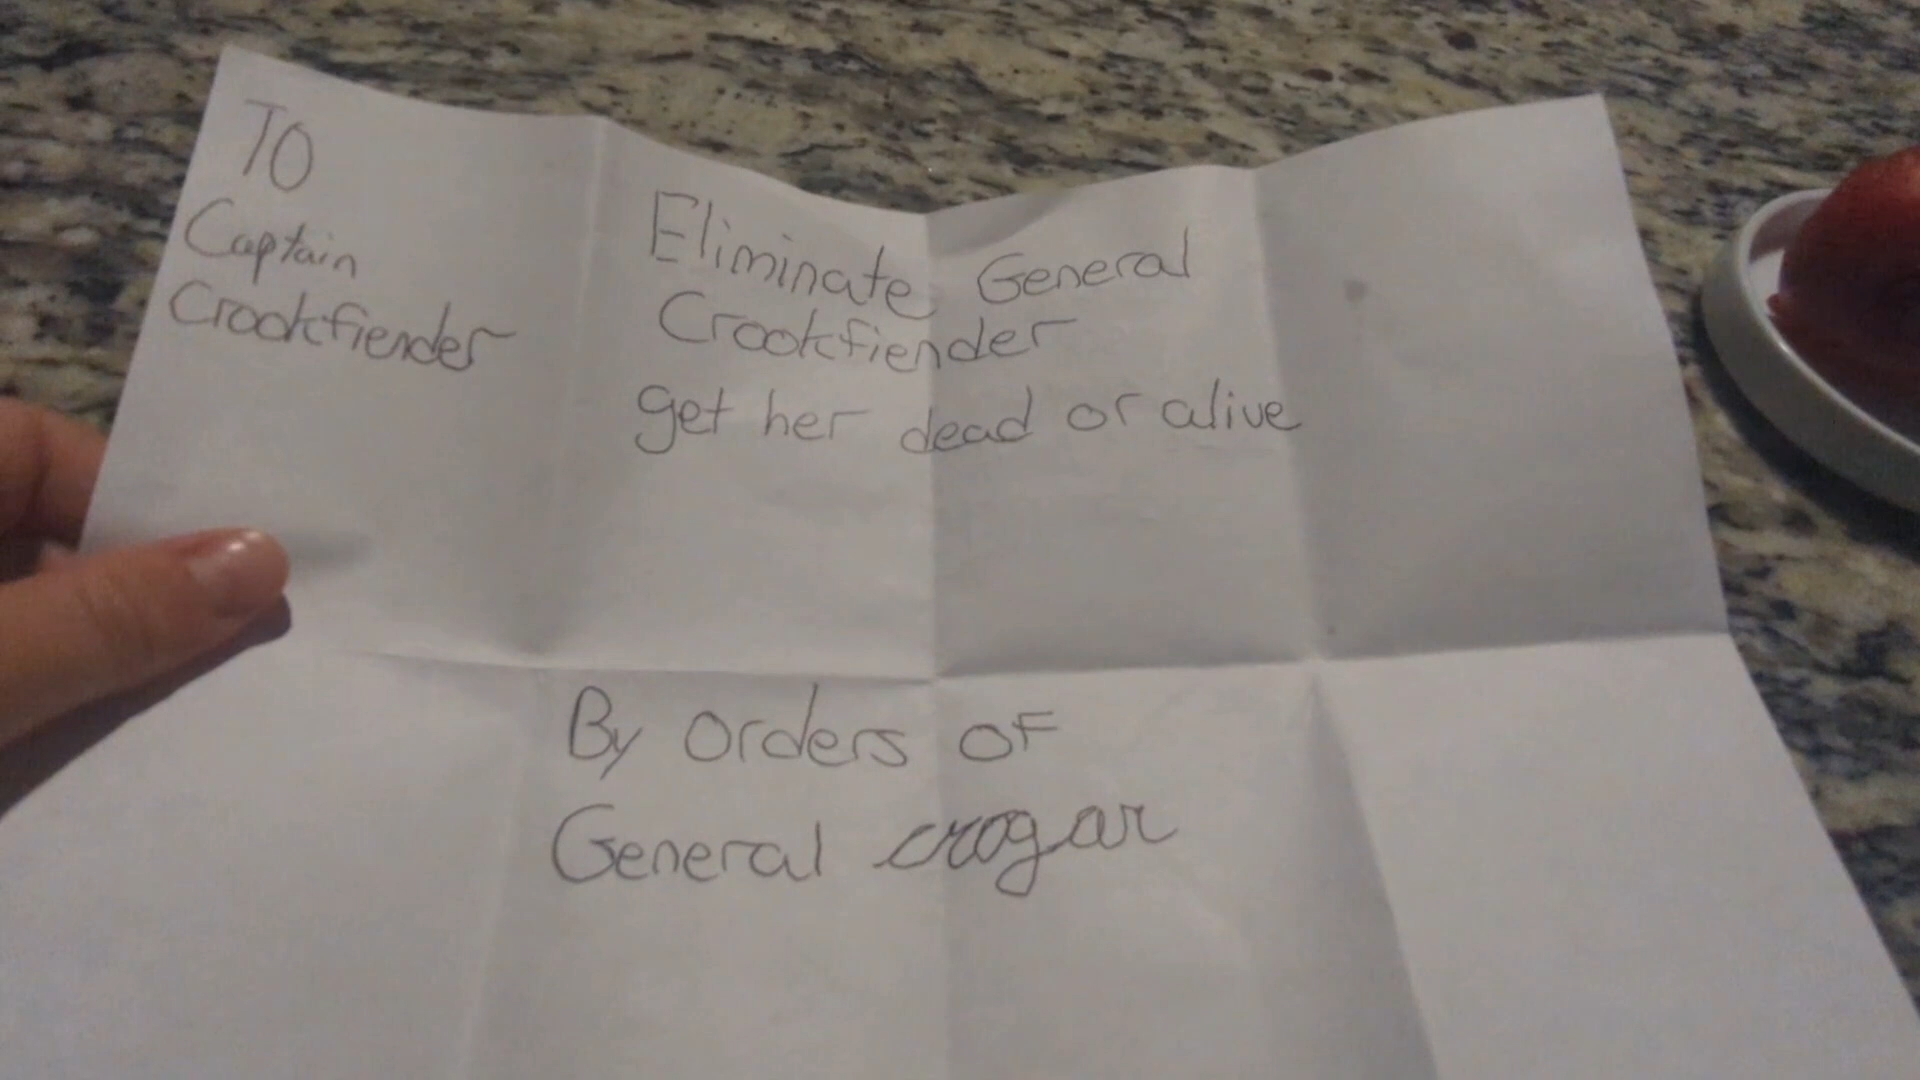 TO
Captain
Crookfiender
Eliminate General
Crookfiender
get her dead or alive
By orders of
General crogar